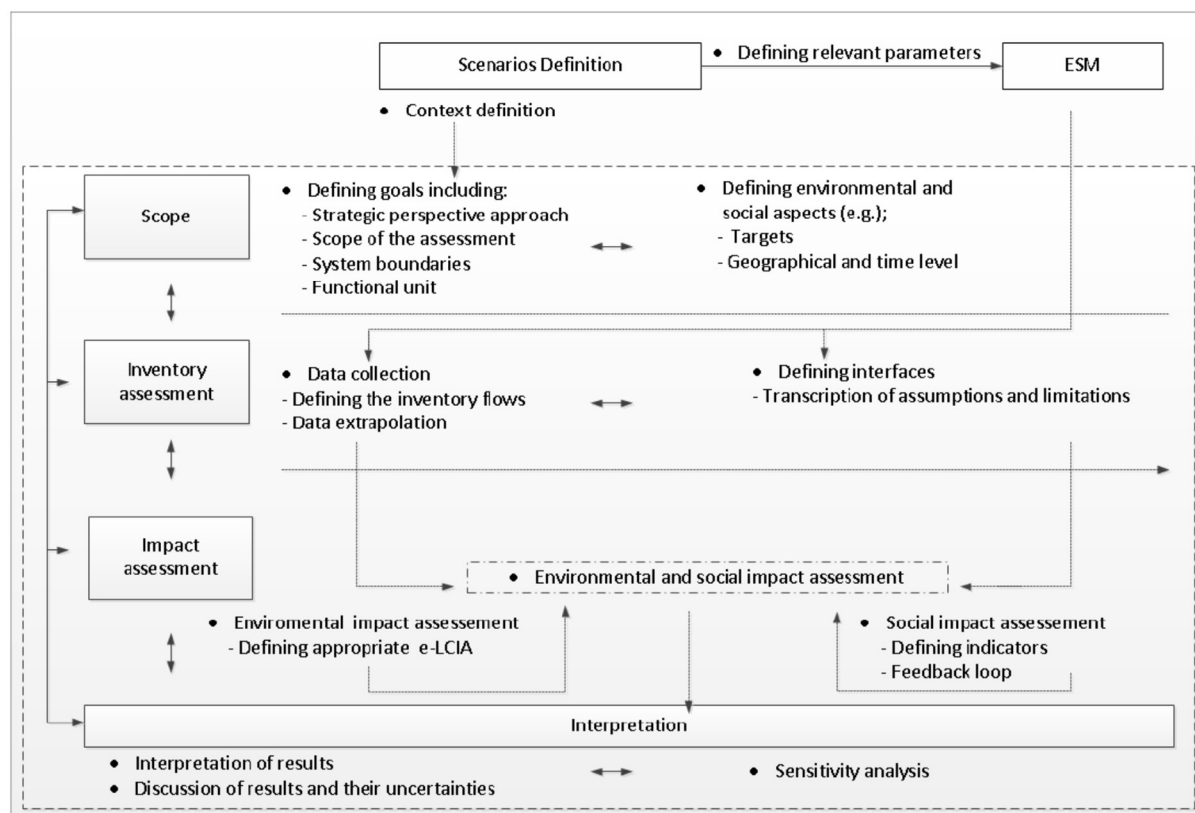 Scenarios Definition
• Defining relevant parameters
ESM
• Context definition
Scope
• Defining goals including:
- Strategic perspective approach
- Scope of the assessment
- System boundaries
- Functional unit
• Defining environmental and
social aspects (e.g.);
- Targets
- Geographical and time level
Inventory
assessment
• Data collection
- Defining the inventory flows
- Data extrapolation
• Defining interfaces
- Transcription of assumptions and limitations
Impact
assessment
• Environmental and social impact assessment
• Enviromental impact assessment
- Defining appropriate e-LCIA
• Social impact assessment
- Defining indicators
- Feedback loop
Interpretation
• Interpretation of results
• Discussion of results and their uncertainties
• Sensitivity analysis